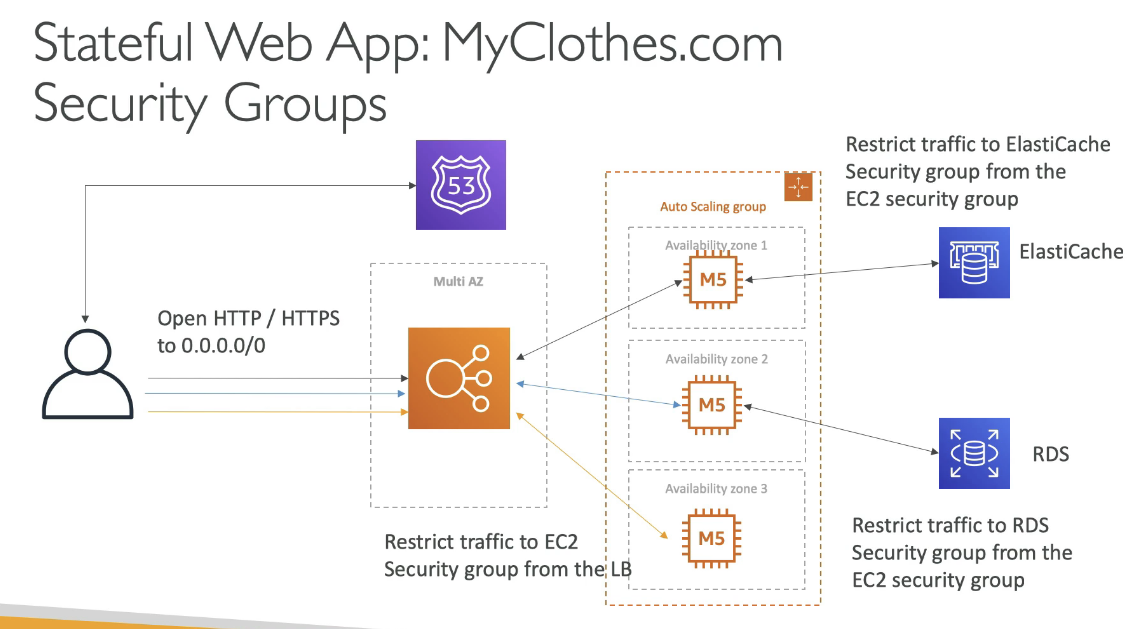 Stateful Web App: MyClothes.com
Security Groups
53
Restrict traffic to ElastiCache
Security group from the
EC2 security group
Auto Scaling group
Availability zone 1
M5
ElastiCache
Multi AZ
Open HTTP / HTTPS
to 0.0.0.0/0
Availability zone 2
M5
RDS
Availability zone 3
M5
Restrict traffic to EC2
Security group from the LB
Restrict traffic to RDS
Security group from the
EC2 security group